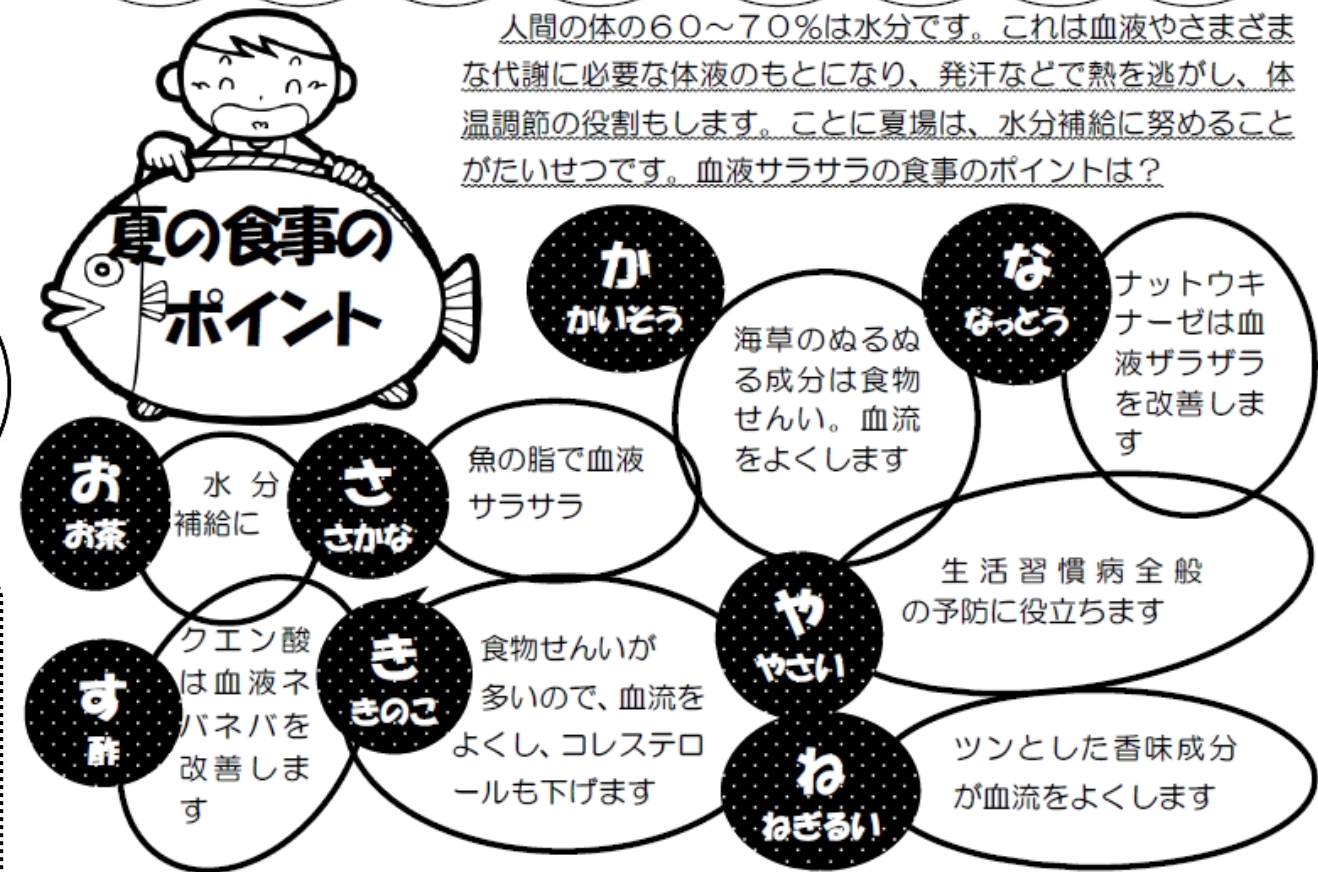 人間の体の６０～７０％は水分です。これは血液やさまざま
な代謝に必要な体液のもとになり、発汗などで熱を逃がし、体
温調節の役割もします。ことに夏場は、水分補給に努めること
がたいせつです。血液サラサラの食事のポイントは？
夏の食事の
ポイント
お
お茶
水分
補給に
さ
さかな
魚の脂で血液
サラサラ
か
かいそう
海草のぬるぬ
る成分は食物
せんい。血流
をよくします
な
なっとう
ナットウキ
ナーゼは血
液ザラザラ
を改善しま
す
す
酢
クエン酸
は血液ネ
バネバを
改善しま
す
き
きのこ
食物せんいが
多いので、血流を
よくし、コレステロ
ールも下げます
や
やさい
生活習慣病全般
の予防に役立ちます
ね
ねぎるい
ツンとした香味成分
が血流をよくします